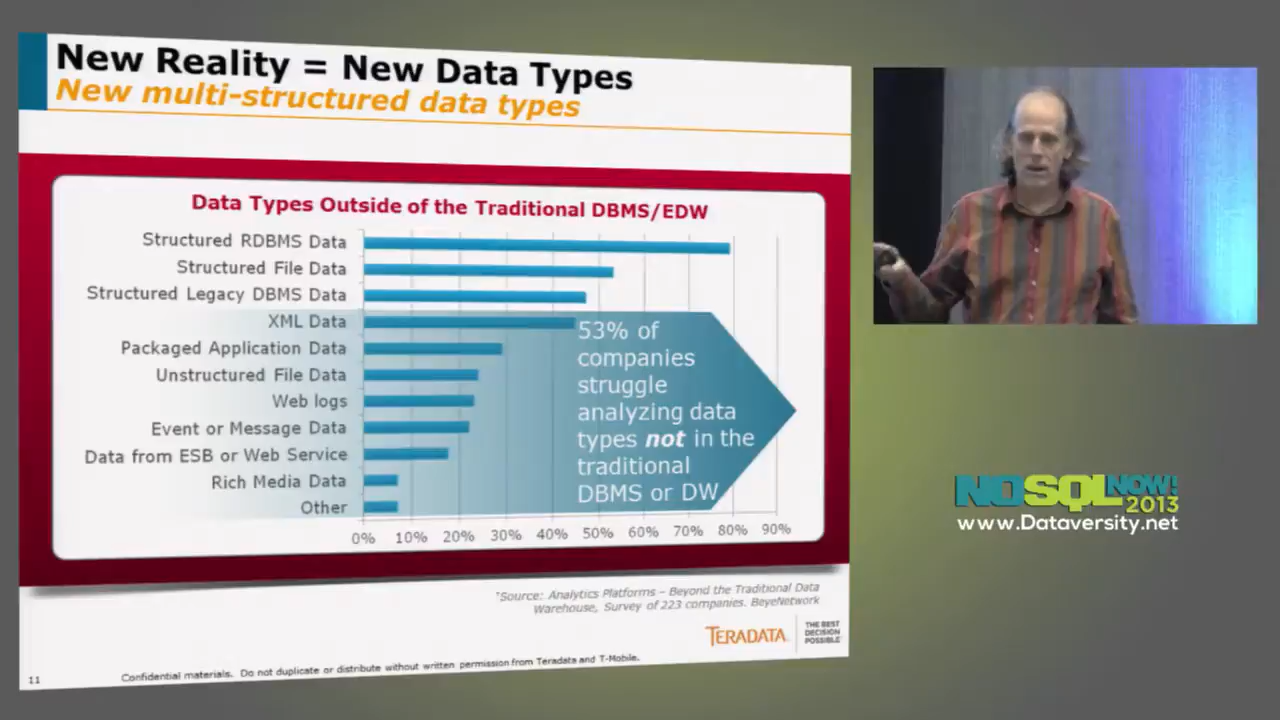 New Reality = New Data Types
New multi-structured data types
Data Types Outside of the Traditional DBMS/EDW
Structured RDBMS Data
Structured File Data
Structured Legacy DBMS Data
XML Data
Packaged Application Data
Unstructured File Data
Web logs
Event or Message Data
Data from ESB or Web Service
Rich Media Data
Other
53% of
companies
struggle
analyzing data
types not in the
traditional
DBMS or DW
0% 10% 20% 30% 40% 50% 60% 70% 80% 90%
*Source: Analytics Platforms – Beyond the Traditional Data
Warehouse, Survey of 223 companies. BeyeNetwork
TERADATA
THE BEST
DECISION
POSSIBLE
11
Confidential materials. Do not duplicate or distribute without written permission from Teradata and T-Mobile.
NOSQL NOW! 2013
www.Dataversity.net